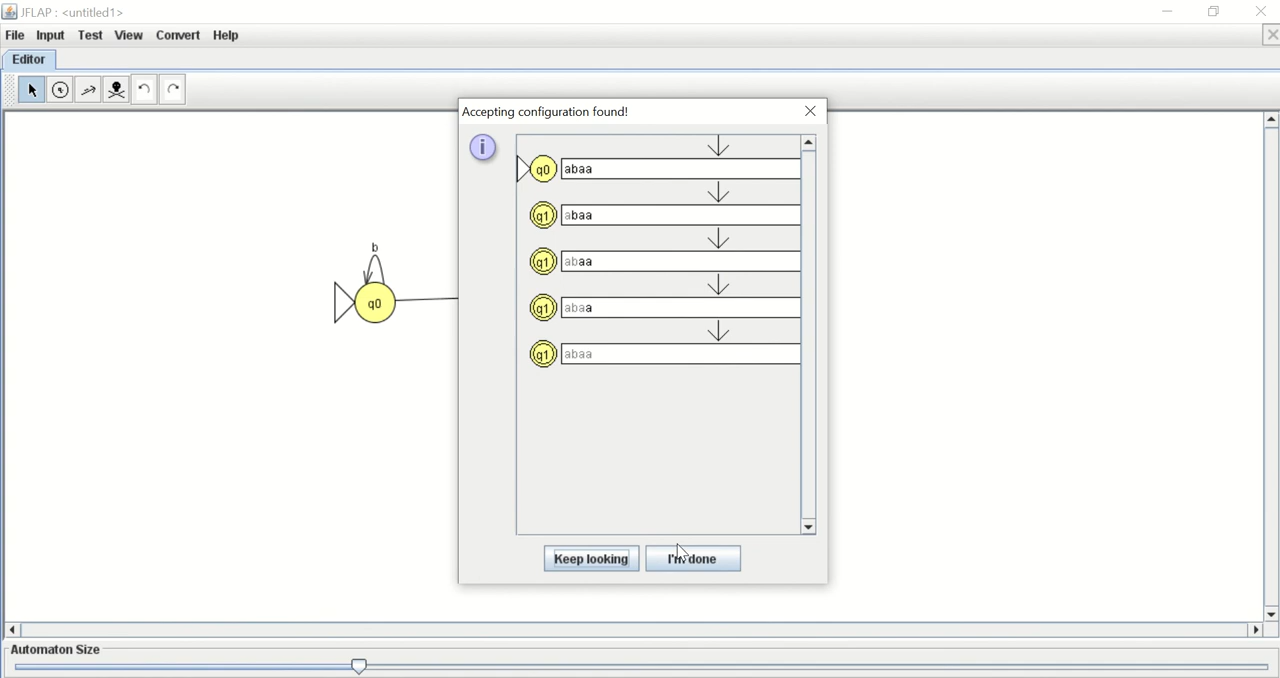 JFLAP : <untitled1>
File Input Test View Convert Help
Editor
Accepting configuration found!
i
q0 abaa
q1 abaa
q1 abaa
q1 abaa
q1 abaa
b
q0
Keep looking I'm done
Automaton Size